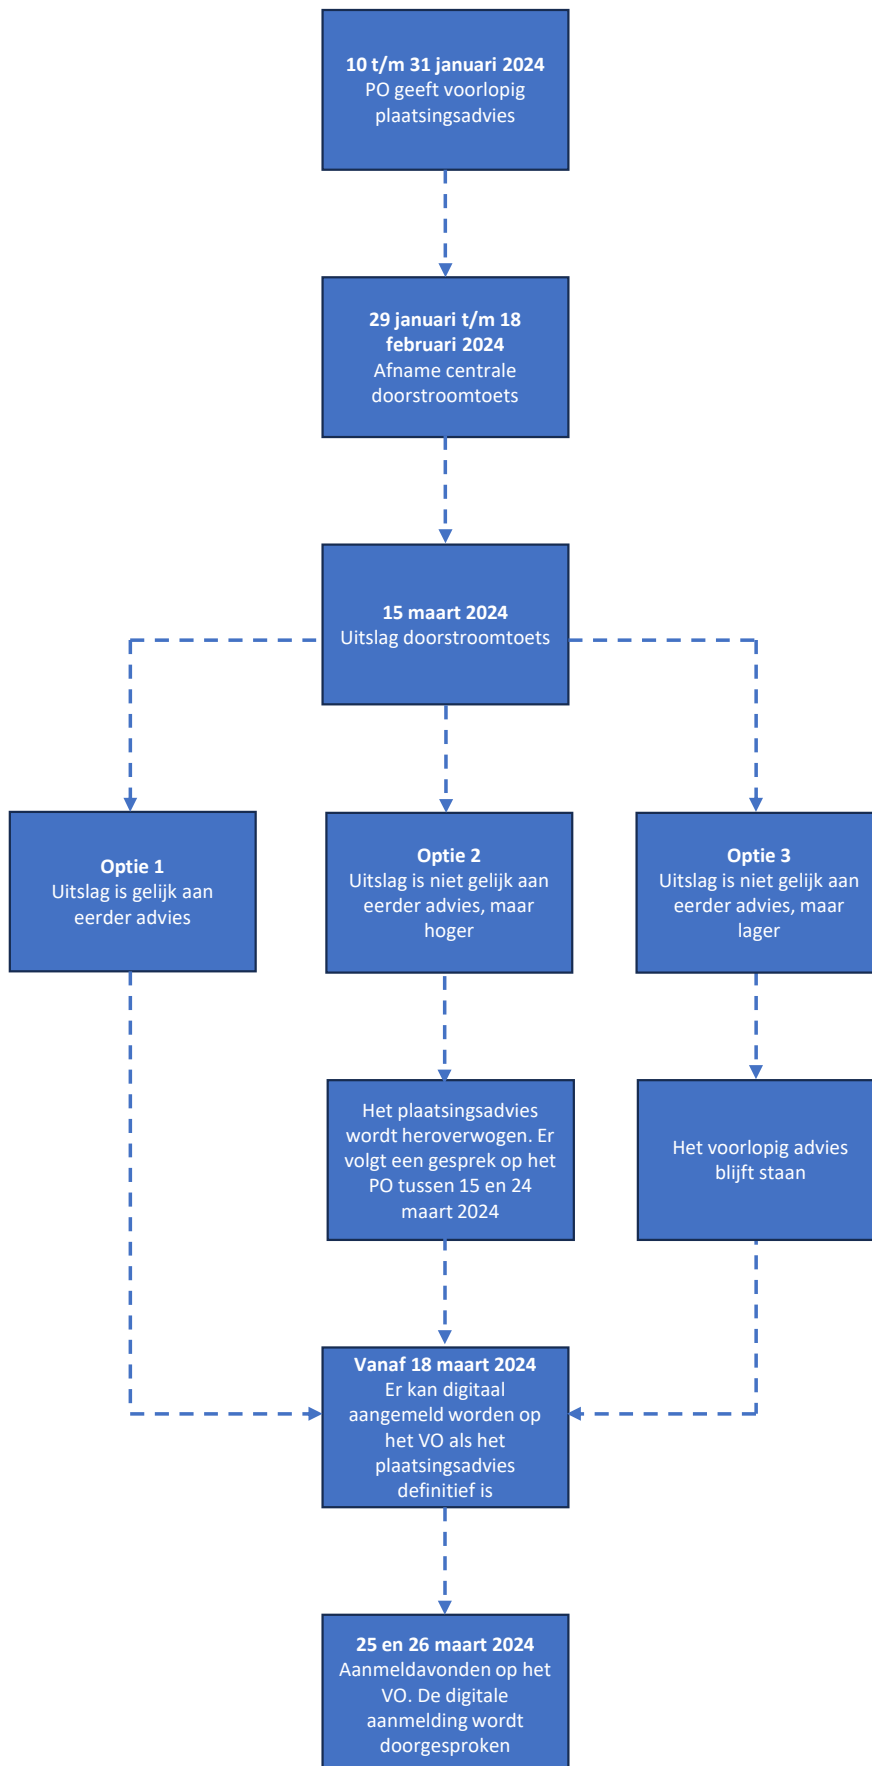 10 t/m 31 januari 2024
PO geeft voorlopig
plaatsingsadvies
29 januari t/m 18
februari 2024
Afname centrale
doorstroomtoets
15 maart 2024
Uitslag doorstroomtoets
Optie 1
Uitslag is gelijk aan
eerder advies
Optie 2
Uitslag is niet gelijk aan
eerder advies, maar
hoger
Optie 3
Uitslag is niet gelijk aan
eerder advies, maar
lager
Het plaatsingsadvies
wordt heroverwogen. Er
volgt een gesprek op het
PO tussen 15 en 24
maart 2024
Het voorlopig advies
blijft staan
Vanaf 18 maart 2024
Er kan digitaal
aangemeld worden op
het VO als het
plaatsingsadvies
definitief is
25 en 26 maart 2024
Aanmeldavonden op het
VO. De digitale
aanmelding wordt
doorgesproken